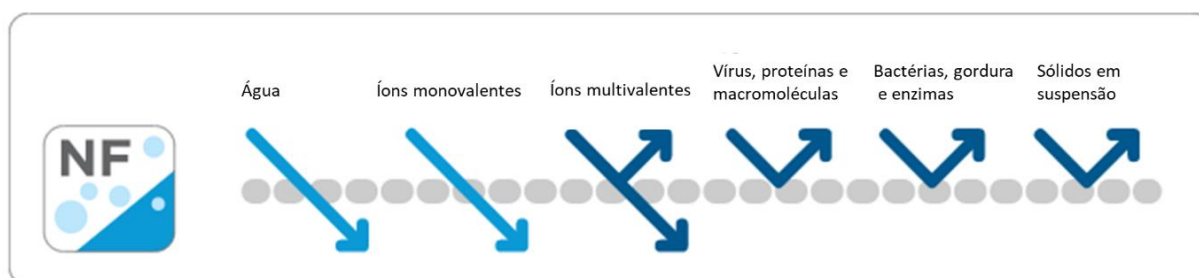 Água
Íons monovalentes
Íons multivalentes
Vírus, proteínas e
macromoléculas
Bactérias, gordura
e enzimas
Sólidos em
suspensão
NF